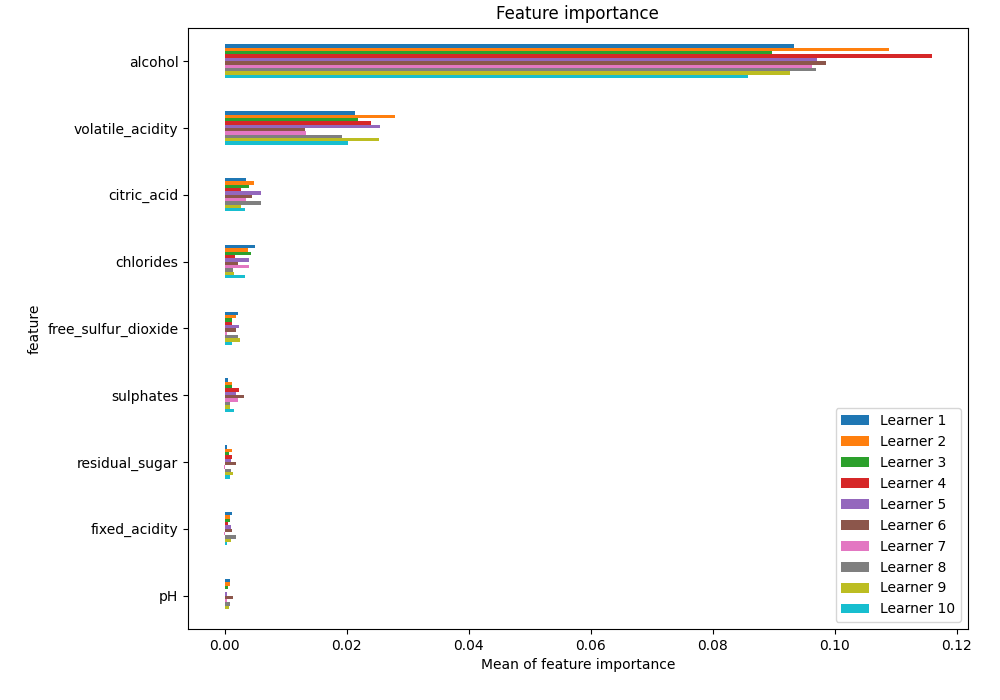 Feature importance
alcohol
volatile_acidity
citric_acid
chlorides
free_sulfur_dioxide
sulphates
residual_sugar
fixed_acidity
pH
feature
Learner 1
Learner 2
Learner 3
Learner 4
Learner 5
Learner 6
Learner 7
Learner 8
Learner 9
Learner 10
0.00 0.02 0.04 0.06 0.08 0.10 0.12
Mean of feature importance